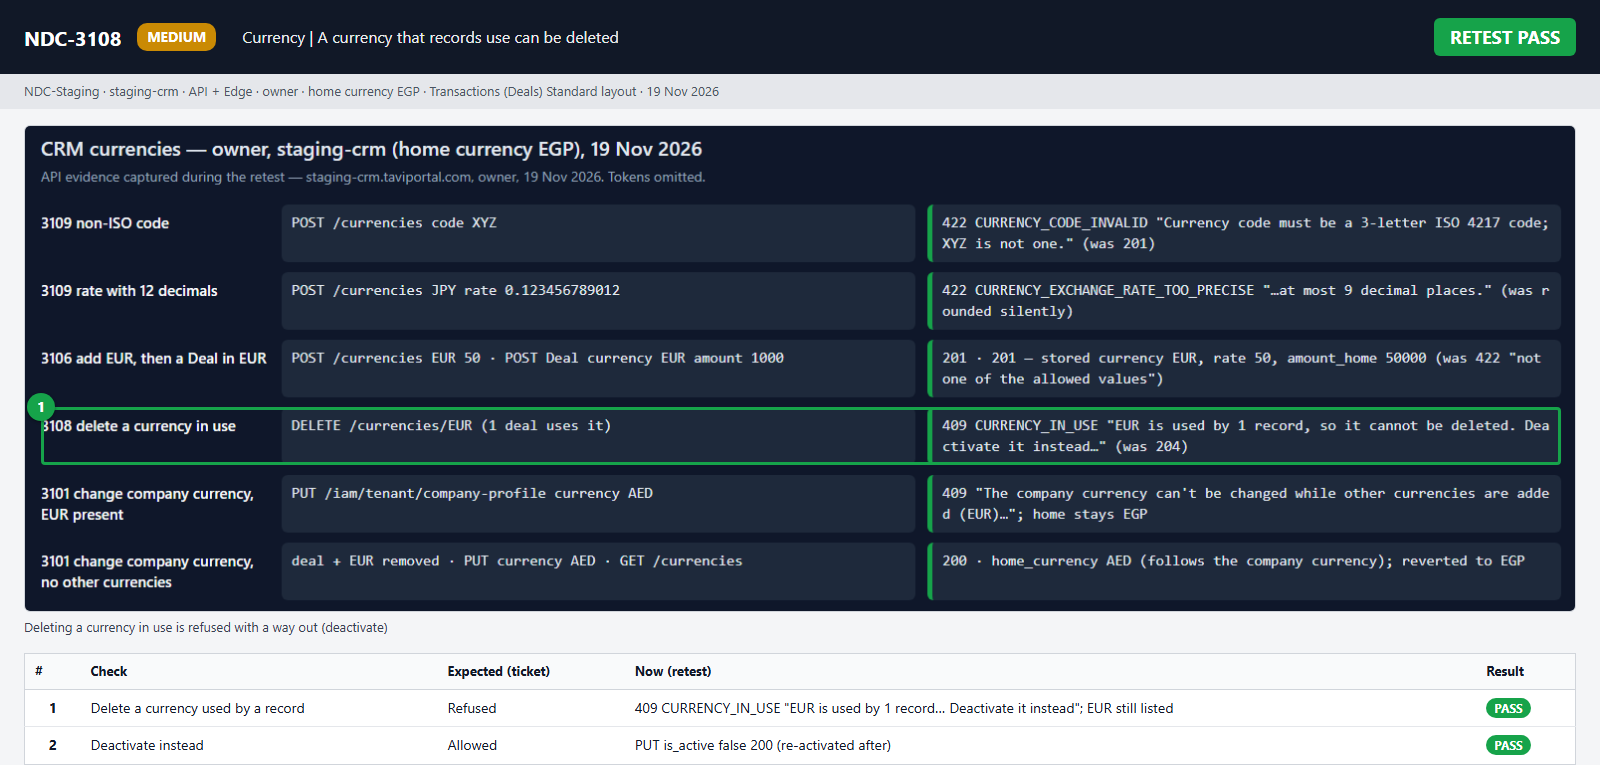 NDC-3108 MEDIUM Currency | A currency that records use can be deleted RETEST PASS
NDC-Staging · staging-crm · API + Edge · owner · home currency EGP · Transactions (Deals) Standard layout · 19 Nov 2026
CRM currencies — owner, staging-crm (home currency EGP), 19 Nov 2026
API evidence captured during the retest — staging-crm.taviportal.com, owner, 19 Nov 2026. Tokens omitted.
3109 non-ISO code POST /currencies code XYZ 422 CURRENCY_CODE_INVALID "Currency code must be a 3-letter ISO 4217 code;
XYZ is not one." (was 201)
3109 rate with 12 decimals POST /currencies JPY rate 0.123456789012 422 CURRENCY_EXCHANGE_RATE_TOO_PRECISE "…at most 9 decimal places." (was r
ounded silently)
3106 add EUR, then a Deal in EUR POST /currencies EUR 50 · POST Deal currency EUR amount 1000 201 · 201 — stored currency EUR, rate 50, amount_home 50000 (was 422 "not
one of the allowed values")
1
3108 delete a currency in use DELETE /currencies/EUR (1 deal uses it) 409 CURRENCY_IN_USE "EUR is used by 1 record, so it cannot be deleted. Dea
ctivate it instead…" (was 204)
3101 change company currency, PUT /iam/tenant/company-profile currency AED 409 "The company currency can't be changed while other currencies are adde
EUR present d (EUR)…"; home stays EGP
3101 change company currency, deal + EUR removed · PUT currency AED · GET /currencies 200 · home_currency AED (follows the company currency); reverted to EGP
no other currencies
Deleting a currency in use is refused with a way out (deactivate)
# Check Expected (ticket) Now (retest) Result
1 Delete a currency used by a record Refused 409 CURRENCY_IN_USE "EUR is used by 1 record… Deactivate it instead"; EUR still listed PASS
2 Deactivate instead Allowed PUT is_active false 200 (re-activated after) PASS